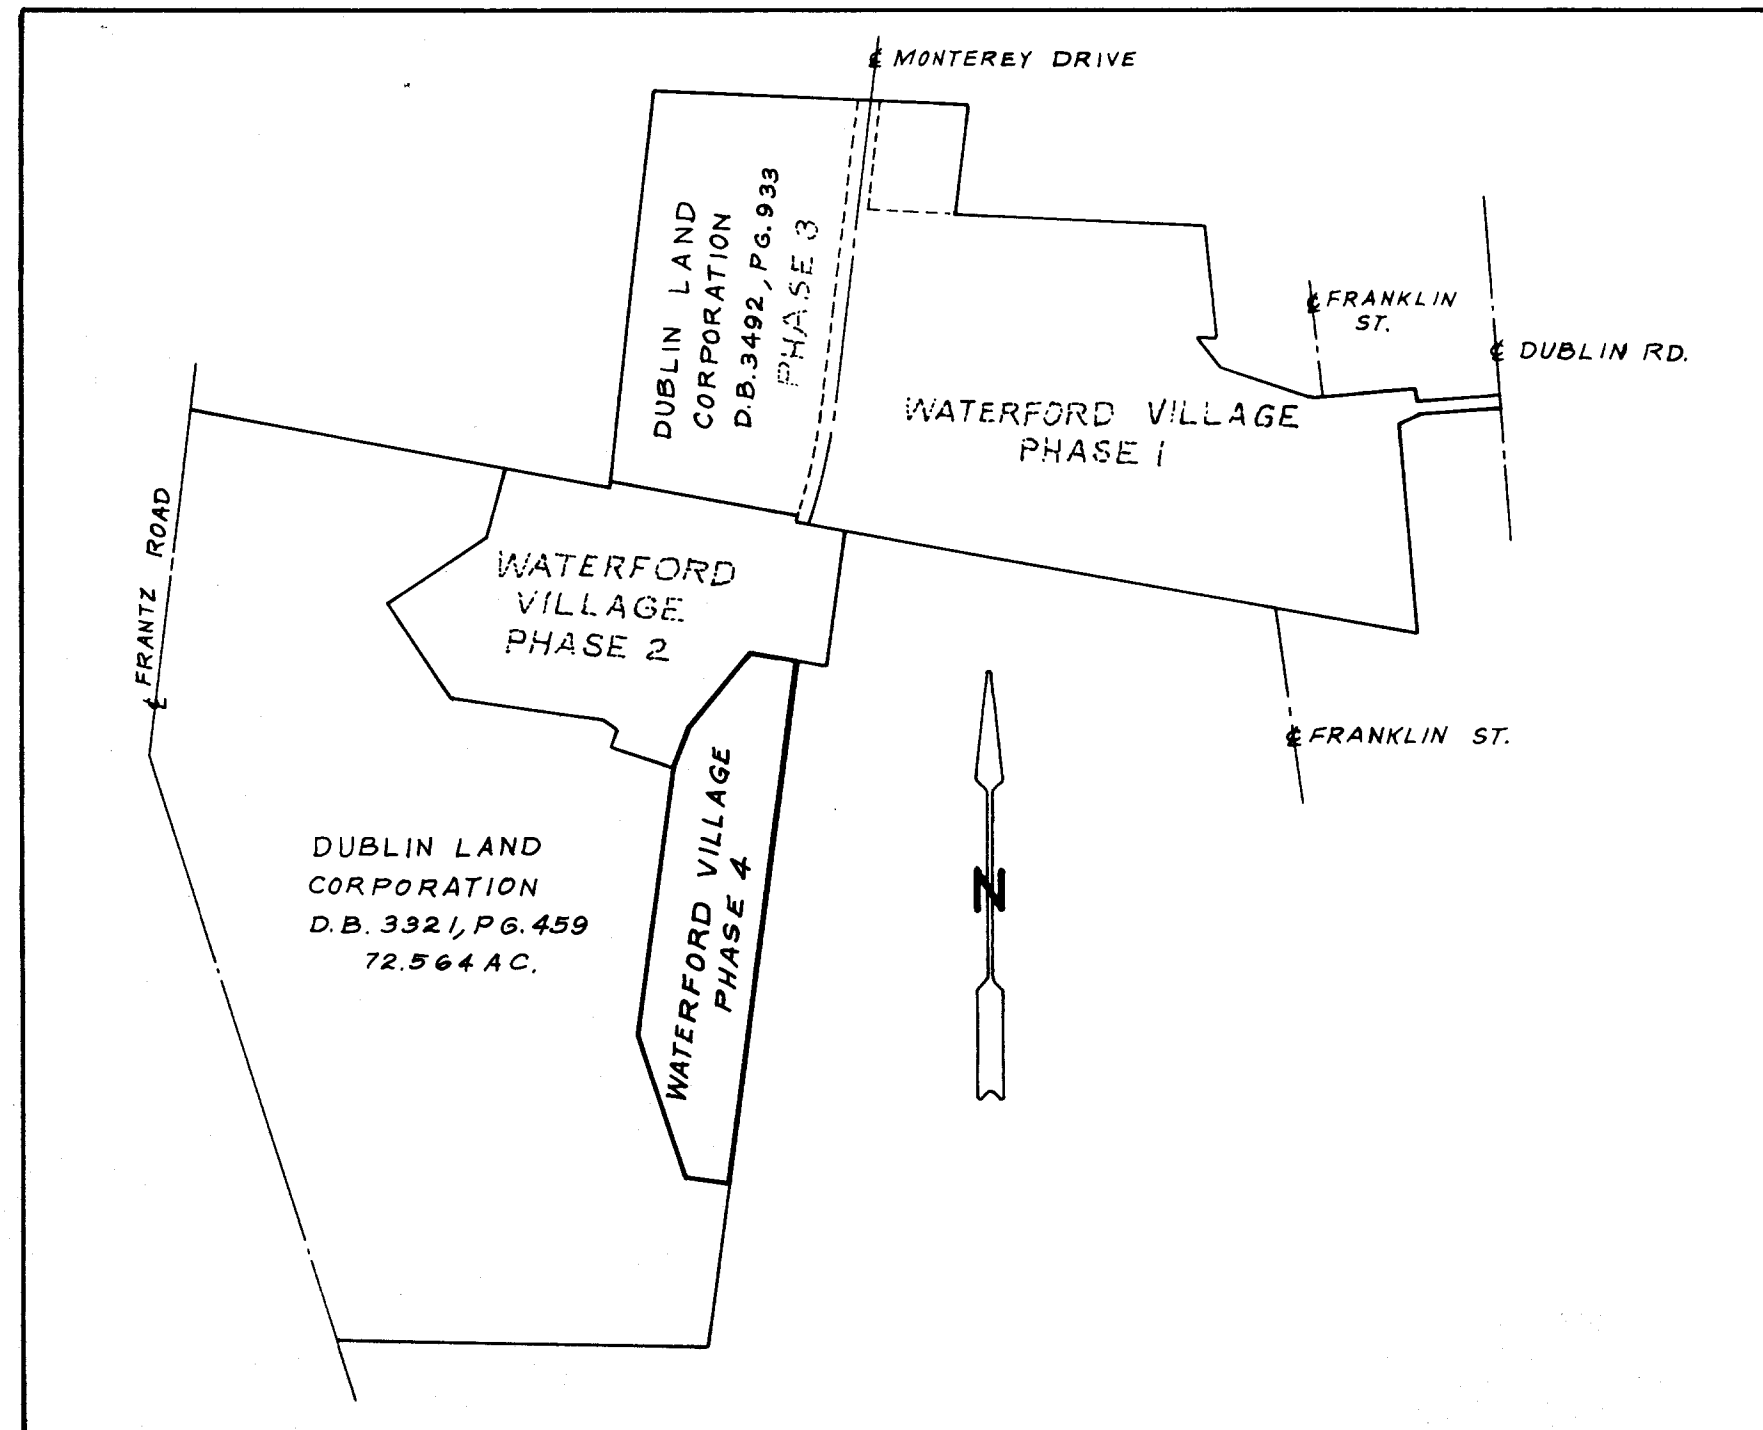 ℄ MONTEREY DRIVE
DUBLIN LAND
CORPORATION
D.B. 3492, PG. 933
PHASE 3
℄ FRANKLIN
ST.
℄ DUBLIN RD.
WATERFORD VILLAGE
PHASE 1
℄ FRANTZ ROAD
WATERFORD
VILLAGE
PHASE 2
℄ FRANKLIN ST.
WATERFORD VILLAGE
PHASE 4
DUBLIN LAND
CORPORATION
D.B. 3321, PG. 459
72.564 AC.
N